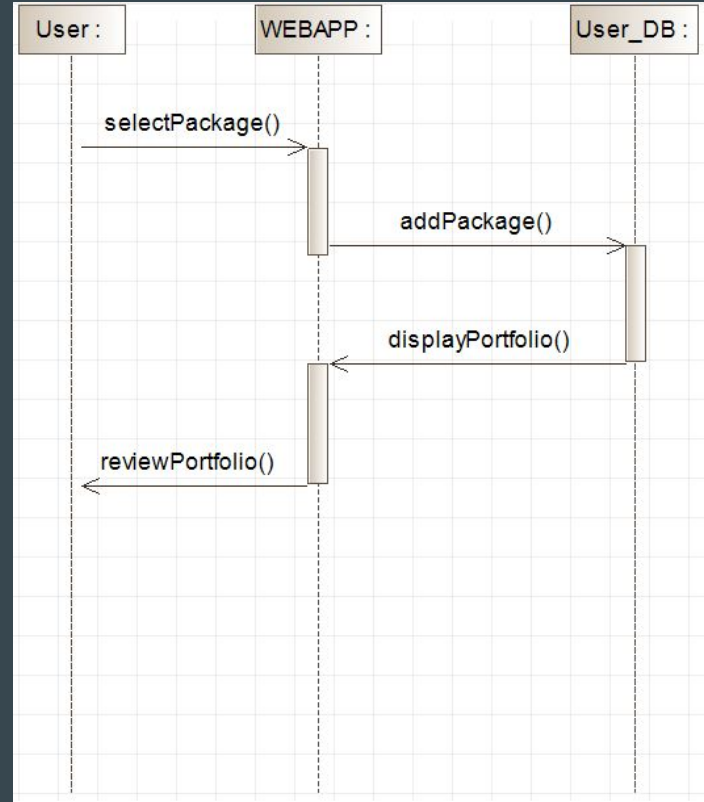 User :
WEBAPP :
User_DB :
selectPackage()
addPackage()
displayPortfolio()
reviewPortfolio()